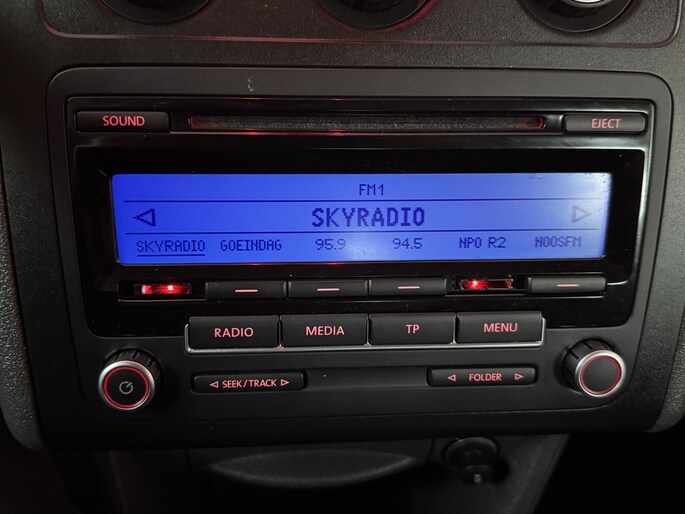 SOUND EJECT
FM1
SKYRADIO
SKYRADIO GOEINDAG 95.9 94.5 NPO R2 NOOSFM
RADIO MEDIA TP MENU
SEEK/TRACK FOLDER